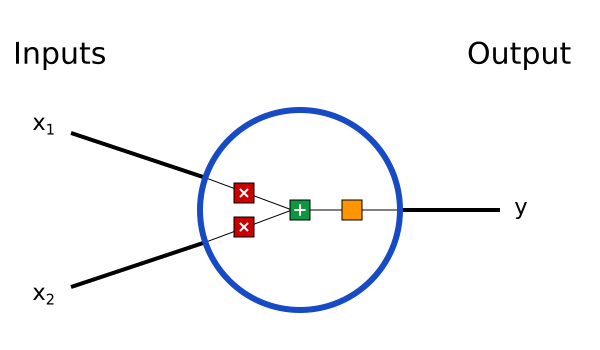 Inputs
Output
x₁
×
+
y
×
x₂